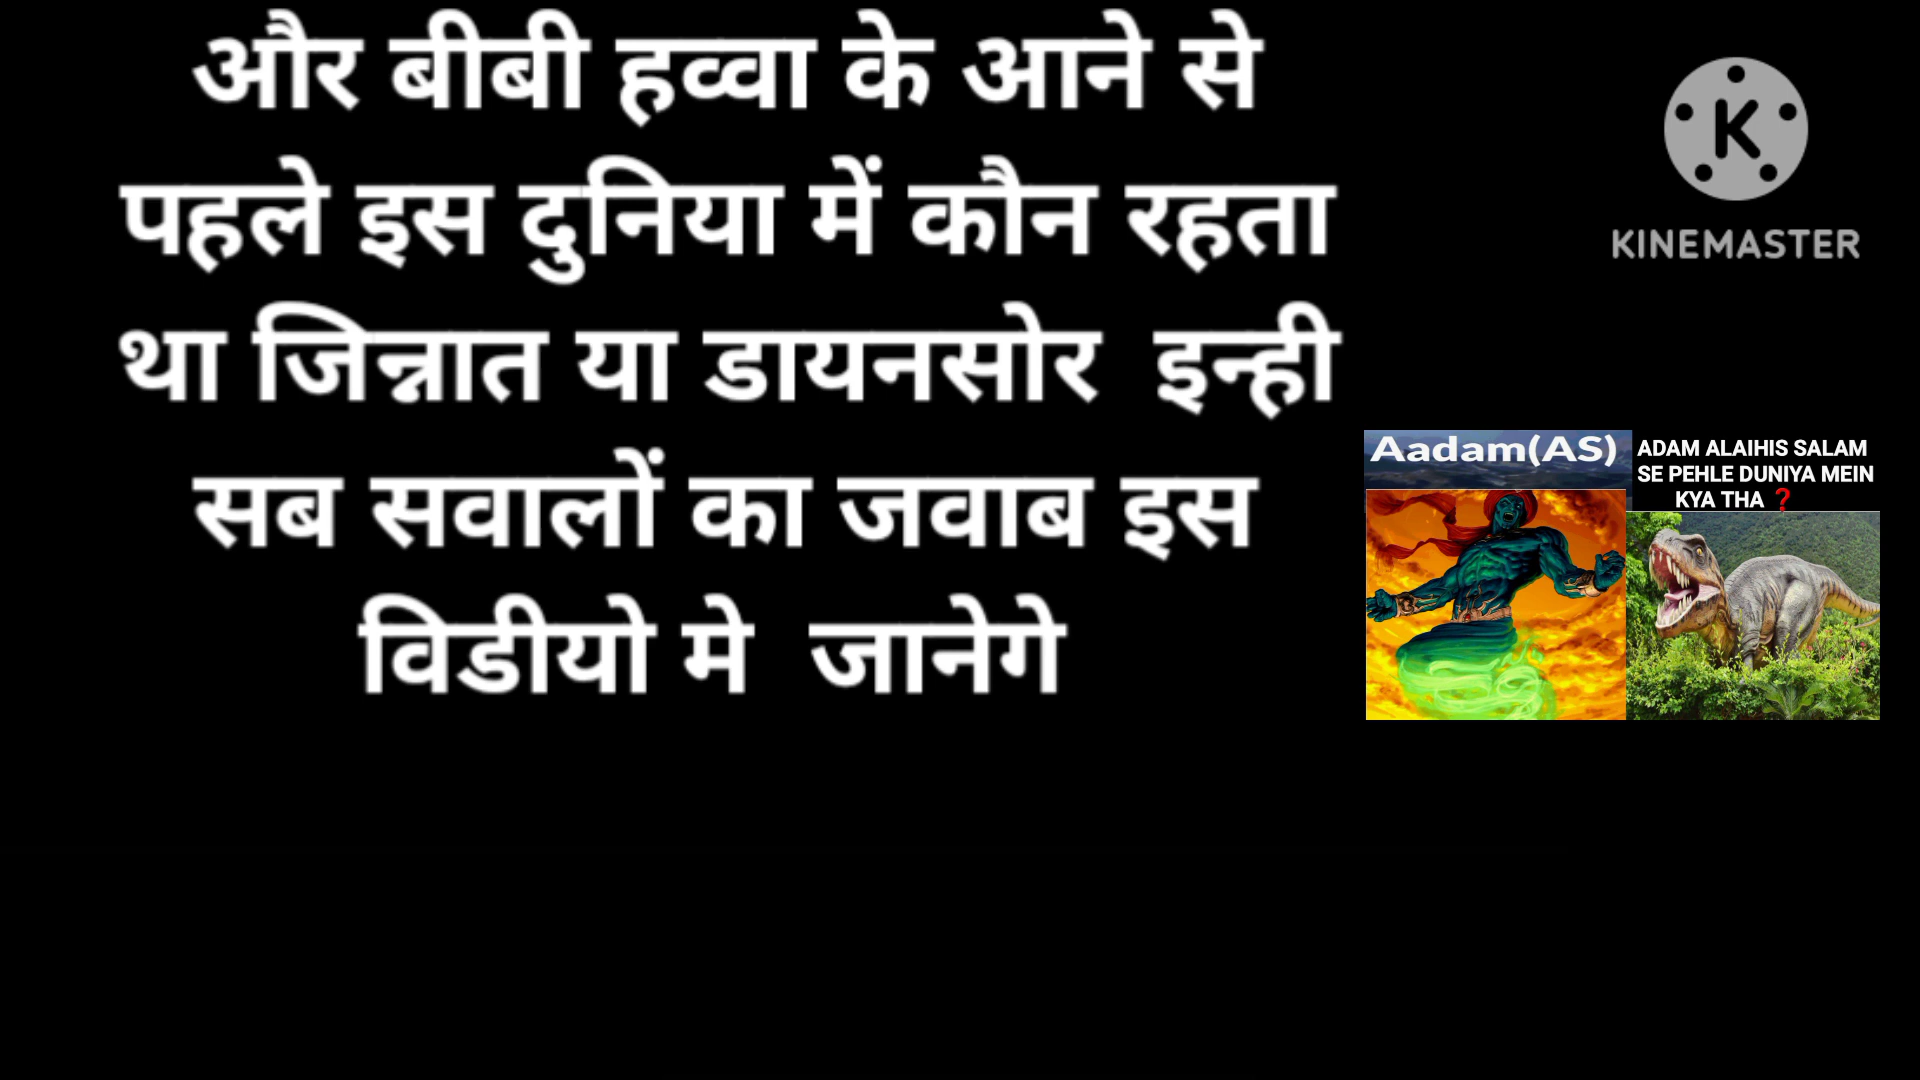 और बीबी हव्वा के आने से
पहले इस दुनिया में कौन रहता
था जिन्नात या डायनसोर इन्ही
सब सवालों का जवाब इस
विडीयो मे जानेगे
K
KINEMASTER
Aadam(AS)
ADAM ALAIHIS SALAM
SE PEHLE DUNIYA MEIN
KYA THA ❓